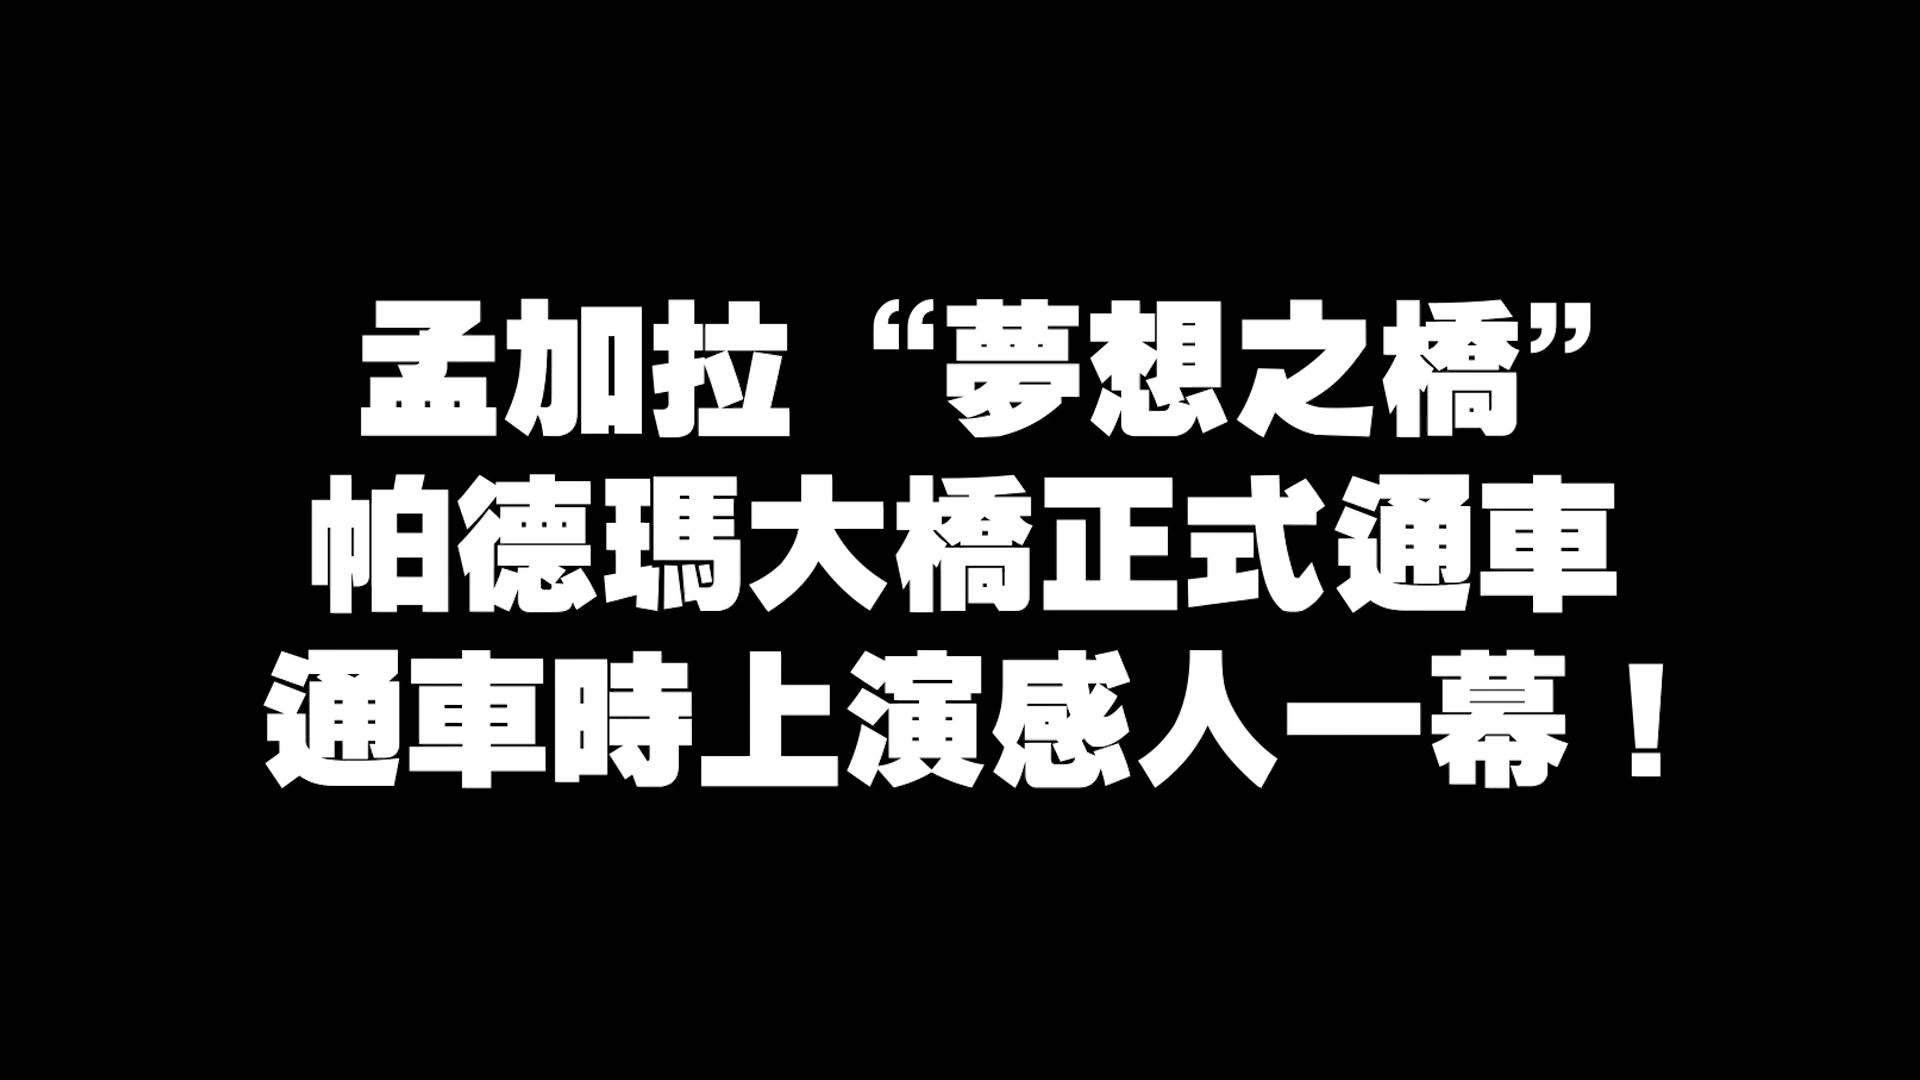 孟加拉 “夢想之橋”
帕德瑪大橋正式通車
通車時上演感人一幕！